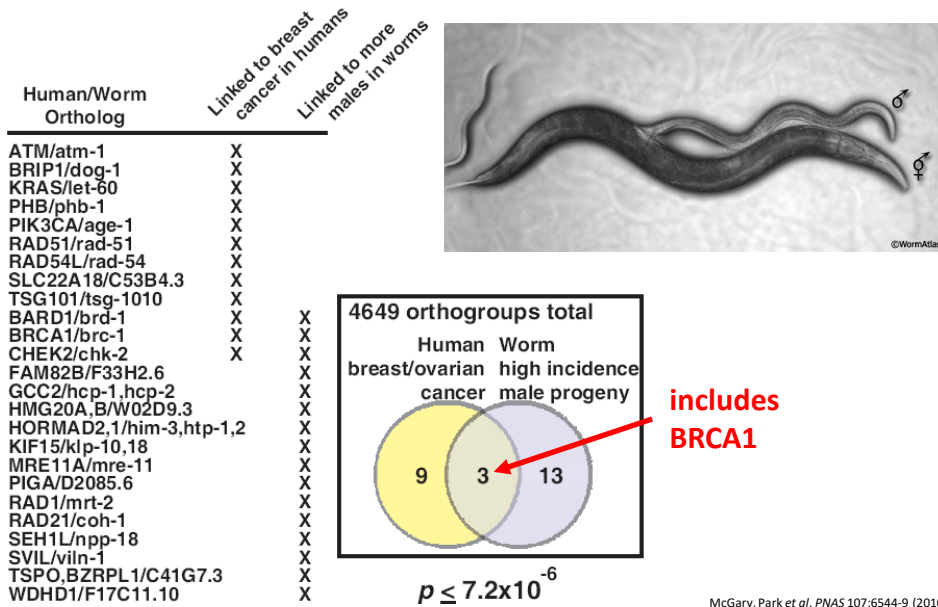 Human/Worm
Ortholog
Linked to breast
cancer in humans
Linked to more
males in worms
ATM/atm-1 X
BRIP1/dog-1 X
KRAS/let-60 X
PHB/phb-1 X
PIK3CA/age-1 X
RAD51/rad-51 X
RAD54L/rad-54 X
SLC22A18/C53B4.3 X
TSG101/tsg-1010 X
BARD1/brd-1 X X
BRCA1/brc-1 X X
CHEK2/chk-2 X X
FAM82B/F33H2.6 X
GCC2/hcp-1,hcp-2 X
HMG20A,B/W02D9.3 X
HORMAD2,1/him-3,htp-1,2 X
KIF15/klp-10,18 X
MRE11A/mre-11 X
PIGA/D2085.6 X
RAD1/mrt-2 X
RAD21/coh-1 X
SEH1L/npp-18 X
SVIL/viln-1 X
TSPO,BZRPL1/C41G7.3 X
WDHD1/F17C11.10 X
♂
⚥
©WormAtlas
4649 orthogroups total
Human
breast/ovarian
cancer
Worm
high incidence
male progeny
9 3 13
includes
BRCA1
p ≤ 7.2x10^-6
McGary, Park et al. PNAS 107:6544-9 (2010